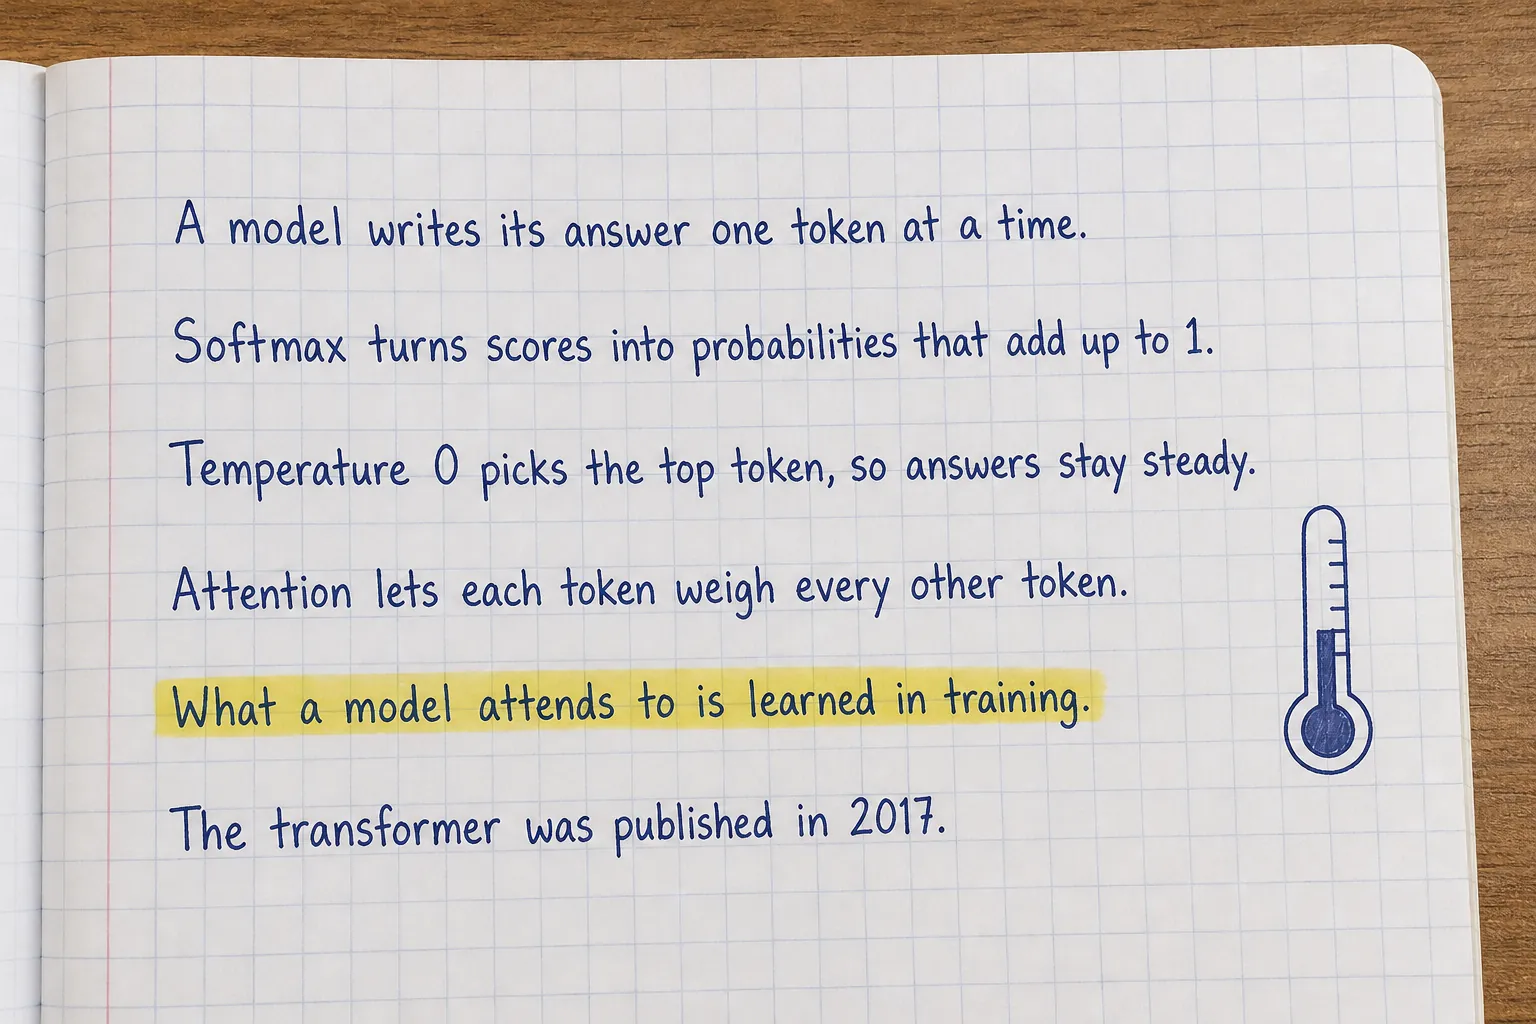 A model writes its answer one token at a time.
Softmax turns scores into probabilities that add up to 1.
Temperature 0 picks the top token, so answers stay steady.
Attention lets each token weigh every other token.
What a model attends to is learned in training.
The transformer was published in 2017.